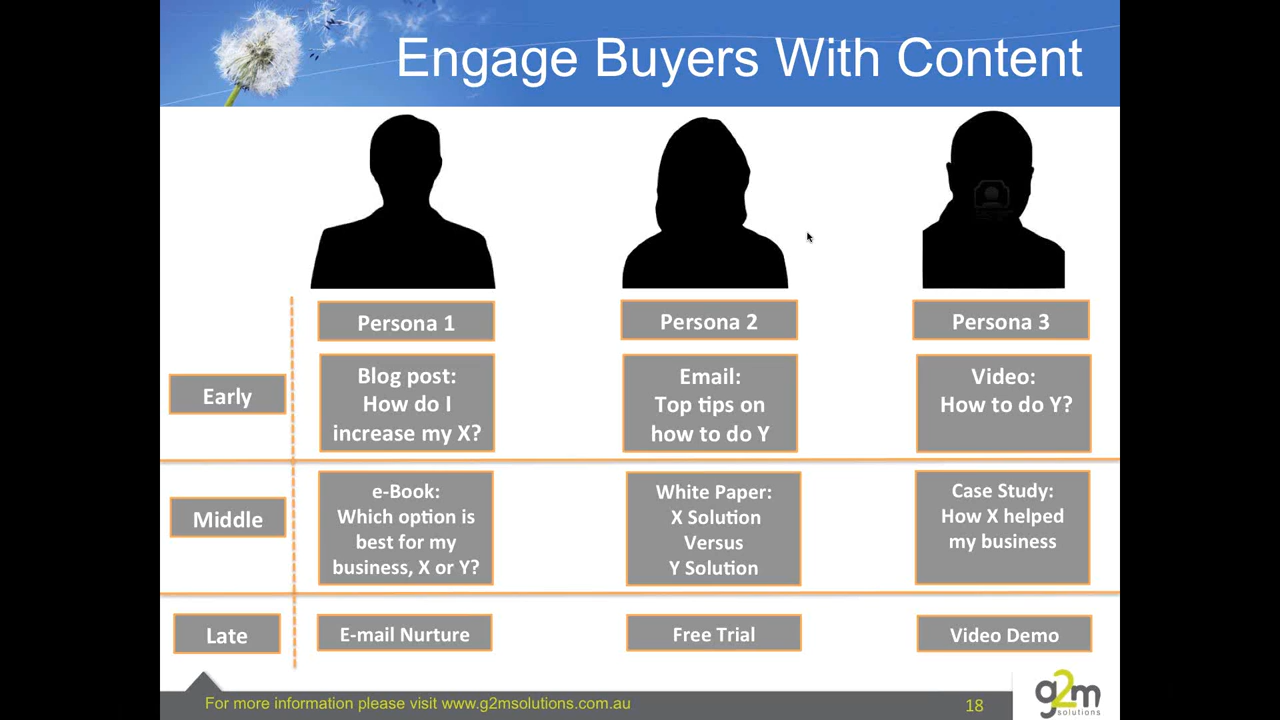 Engage Buyers With Content
Persona 1
Persona 2
Persona 3
Early
Blog post:
How do I
increase my X?
Email:
Top tips on
how to do Y
Video:
How to do Y?
Middle
e-Book:
Which option is
best for my
business, X or Y?
White Paper:
X Solution
Versus
Y Solution
Case Study:
How X helped
my business
Late
E-mail Nurture
Free Trial
Video Demo
For more information please visit www.g2msolutions.com.au
18
g2m
solutions